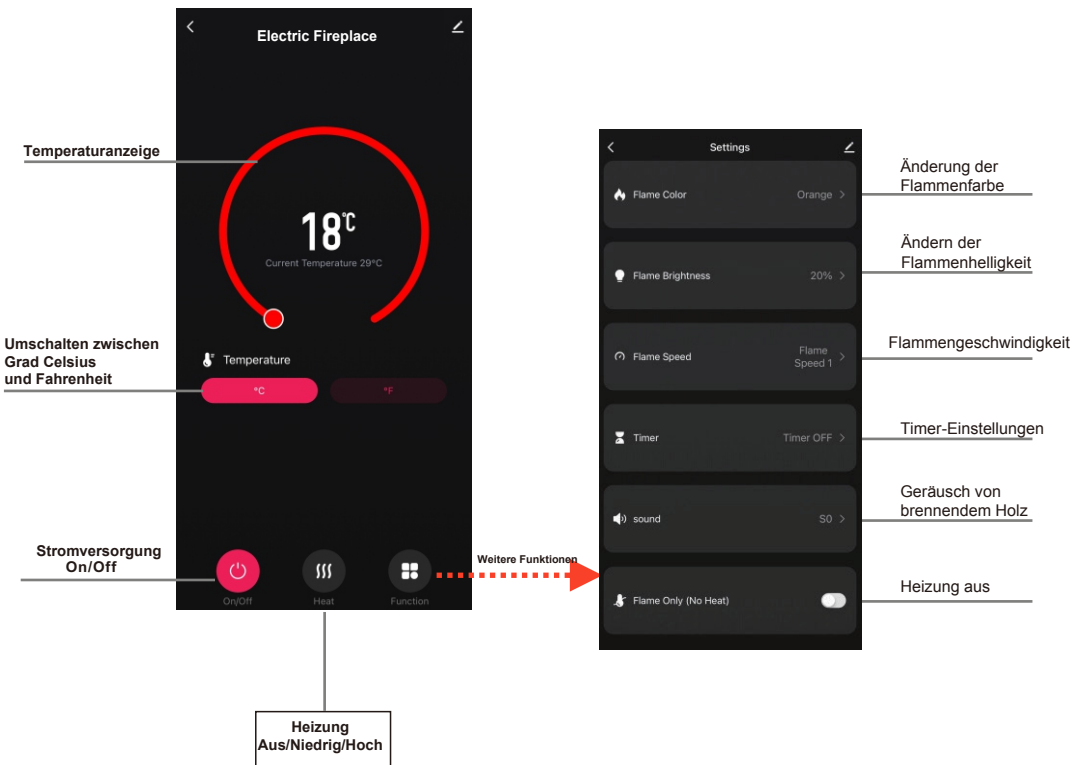 Electric Fireplace
Temperaturanzeige
18°C
Current Temperature 29°C
Umschalten zwischen
Grad Celsius
und Fahrenheit
Temperature
°C
°F
Stromversorgung
On/Off
On/Off
Heat
Function
Weitere Funktionen
Heizung
Aus/Niedrig/Hoch
Settings
Flame Color
Orange
Änderung der
Flammenfarbe
Flame Brightness
20%
Ändern der
Flammenhelligkeit
Flame Speed
Flame
Speed 1
Flammengeschwindigkeit
Timer
Timer OFF
Timer-Einstellungen
sound
S0
Geräusch von
brennendem Holz
Flame Only (No Heat)
Heizung aus